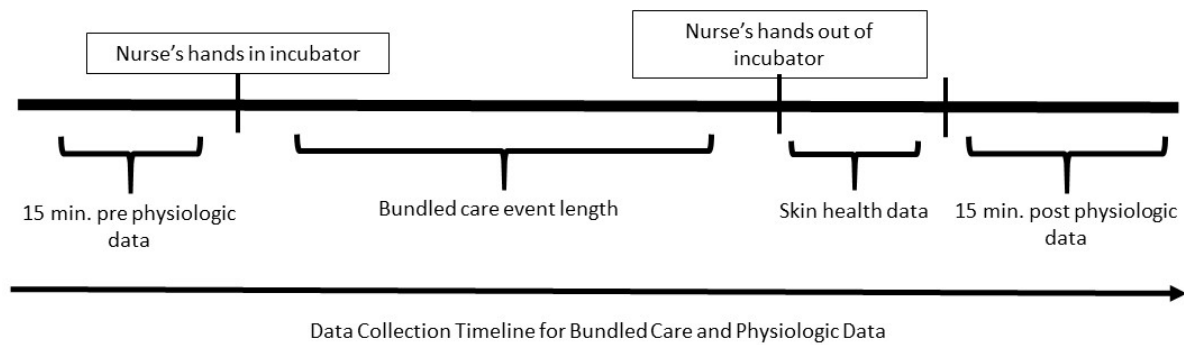 Nurse’s hands in incubator
Nurse’s hands out of
incubator
15 min. pre physiologic
data
Bundled care event length
Skin health data
15 min. post physiologic
data
Data Collection Timeline for Bundled Care and Physiologic Data